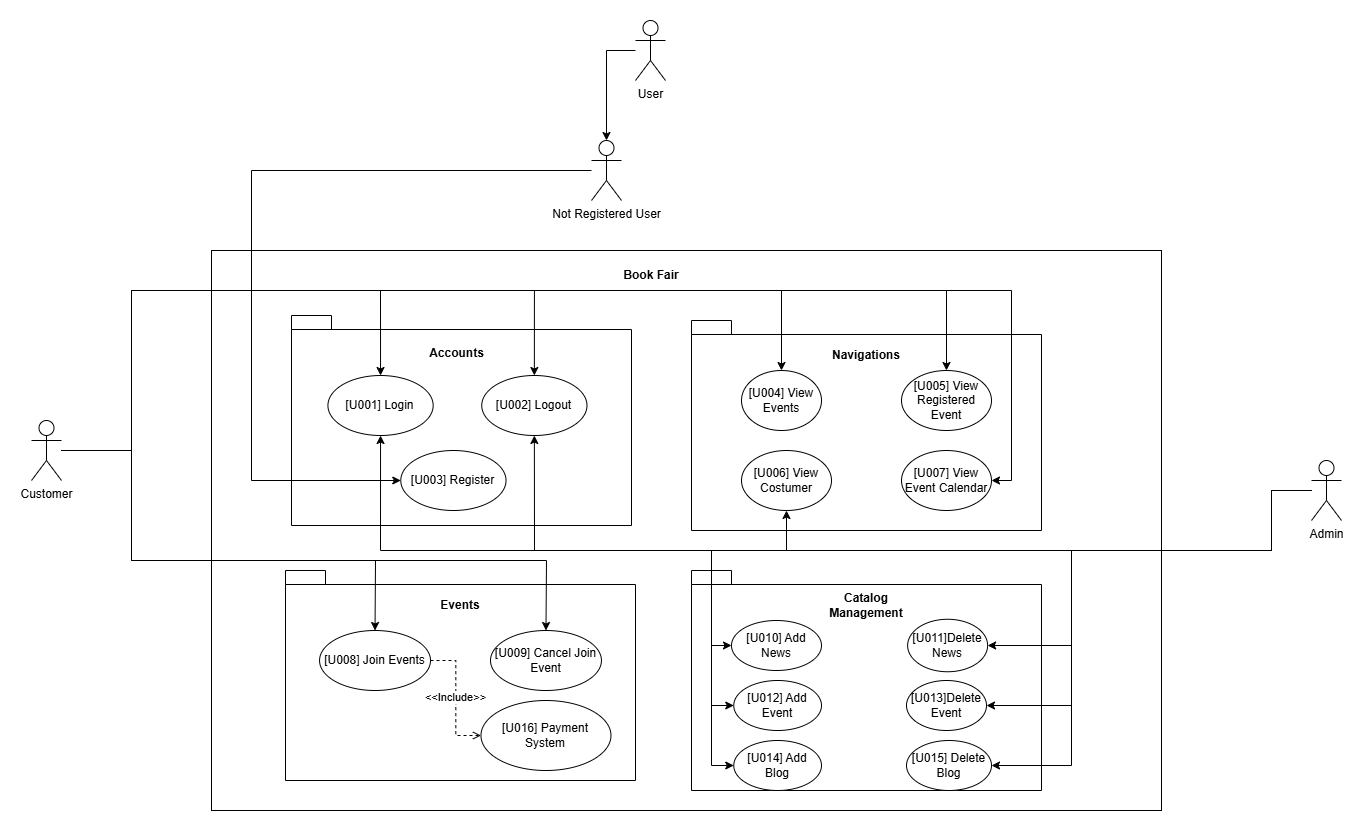 User
Not Registered User
Book Fair
Accounts
[U001] Login
[U002] Logout
[U003] Register
Navigations
[U004] View
Events
[U005] View
Registered
Event
[U006] View
Costumer
[U007] View
Event Calendar
Customer
Admin
Events
[U008] Join Events
[U009] Cancel Join
Event
<<Include>>
[U016] Payment
System
Catalog
Management
[U010] Add
News
[U011]Delete
News
[U012] Add
Event
[U013]Delete
Event
[U014] Add
Blog
[U015] Delete
Blog